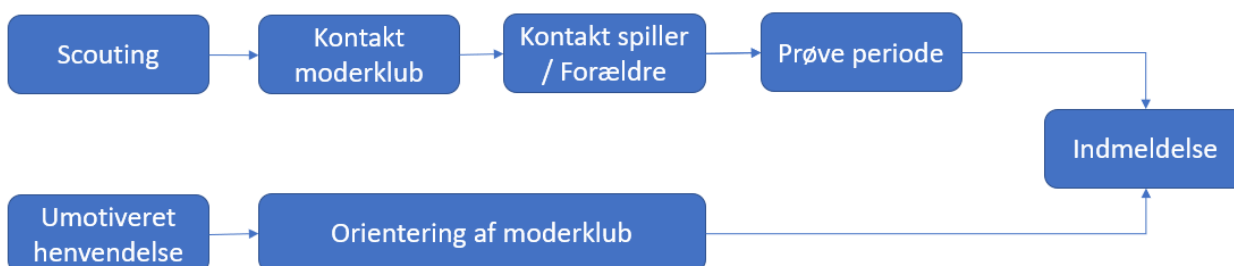 Scouting
Kontakt
moderklub
Kontakt spiller
/ Forældre
Prøve periode
Indmeldelse
Umotiveret
henvendelse
Orientering af moderklub